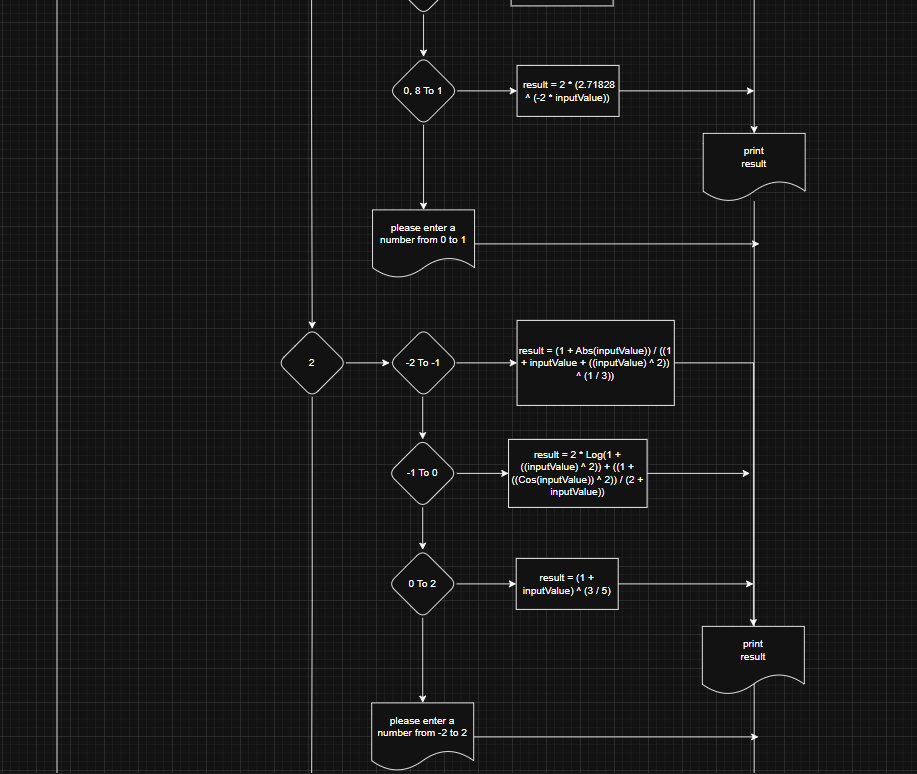 0, 8 To 1
result = 2 * (2.71828
^ (-2 * inputValue))
print
result
please enter a
number from 0 to 1
2
-2 To -1
result = (1 + Abs(inputValue)) / ((1
+ inputValue + ((inputValue) ^ 2))
^ (1 / 3))
-1 To 0
result = 2 * Log(1 +
((inputValue) ^ 2)) + ((1 +
((Cos(inputValue)) ^ 2)) / (2 +
inputValue))
0 To 2
result = (1 +
inputValue) ^ (3 / 5)
print
result
please enter a
number from -2 to 2